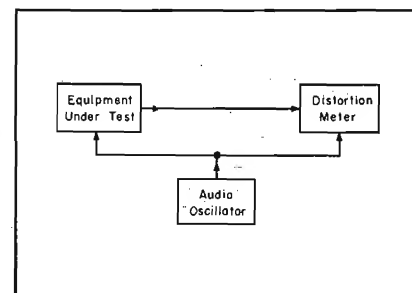 Equipment
Under Test
Distortion
Meter
Audio
Oscillator